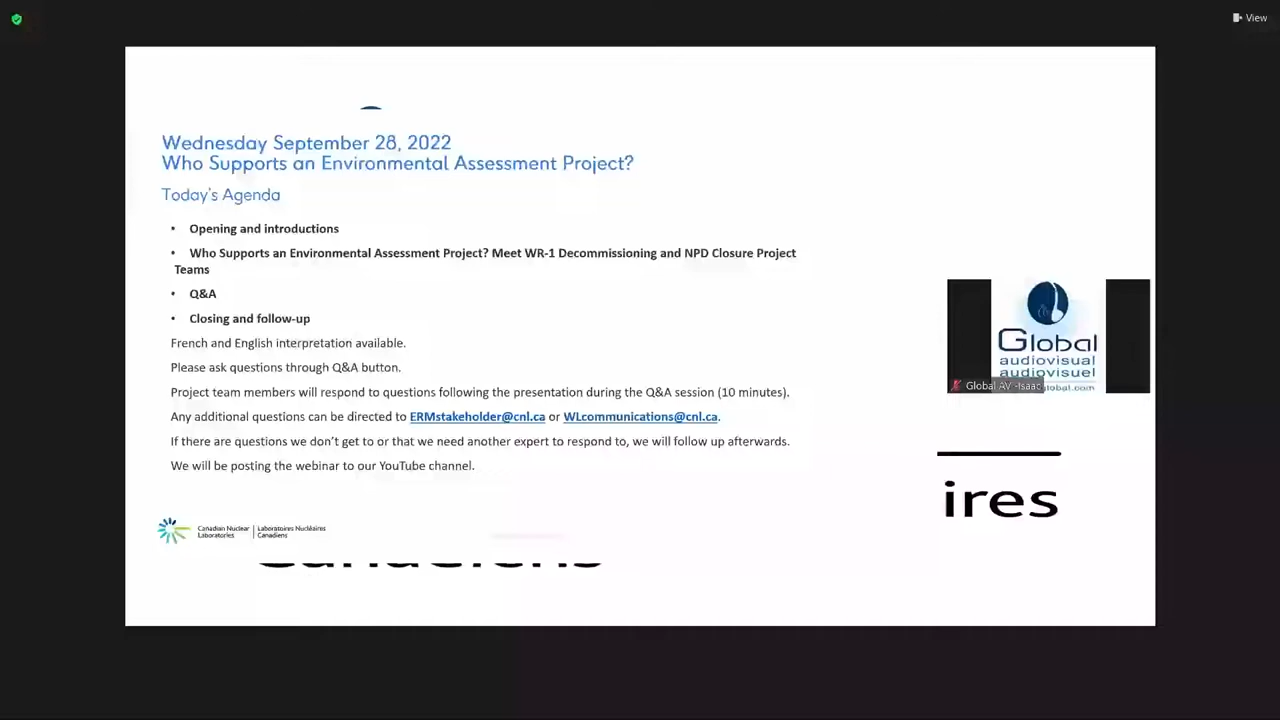 View
Wednesday September 28, 2022
Who Supports an Environmental Assessment Project?
Today's Agenda
• Opening and introductions
• Who Supports an Environmental Assessment Project? Meet WR-1 Decommissioning and NPD Closure Project
Teams
• Q&A
• Closing and follow-up
French and English interpretation available.
Please ask questions through Q&A button.
Project team members will respond to questions following the presentation during the Q&A session (10 minutes).
Any additional questions can be directed to ERMstakeholder@cnl.ca or WLcommunications@cnl.ca.
If there are questions we don't get to or that we need another expert to respond to, we will follow up afterwards.
We will be posting the webinar to our YouTube channel.
Canadian Nuclear
Laboratories
Laboratoires Nucléaires
Canadiens
Global
audiovisual
audiovisuel
Global AV -Isaac
global.com
ires